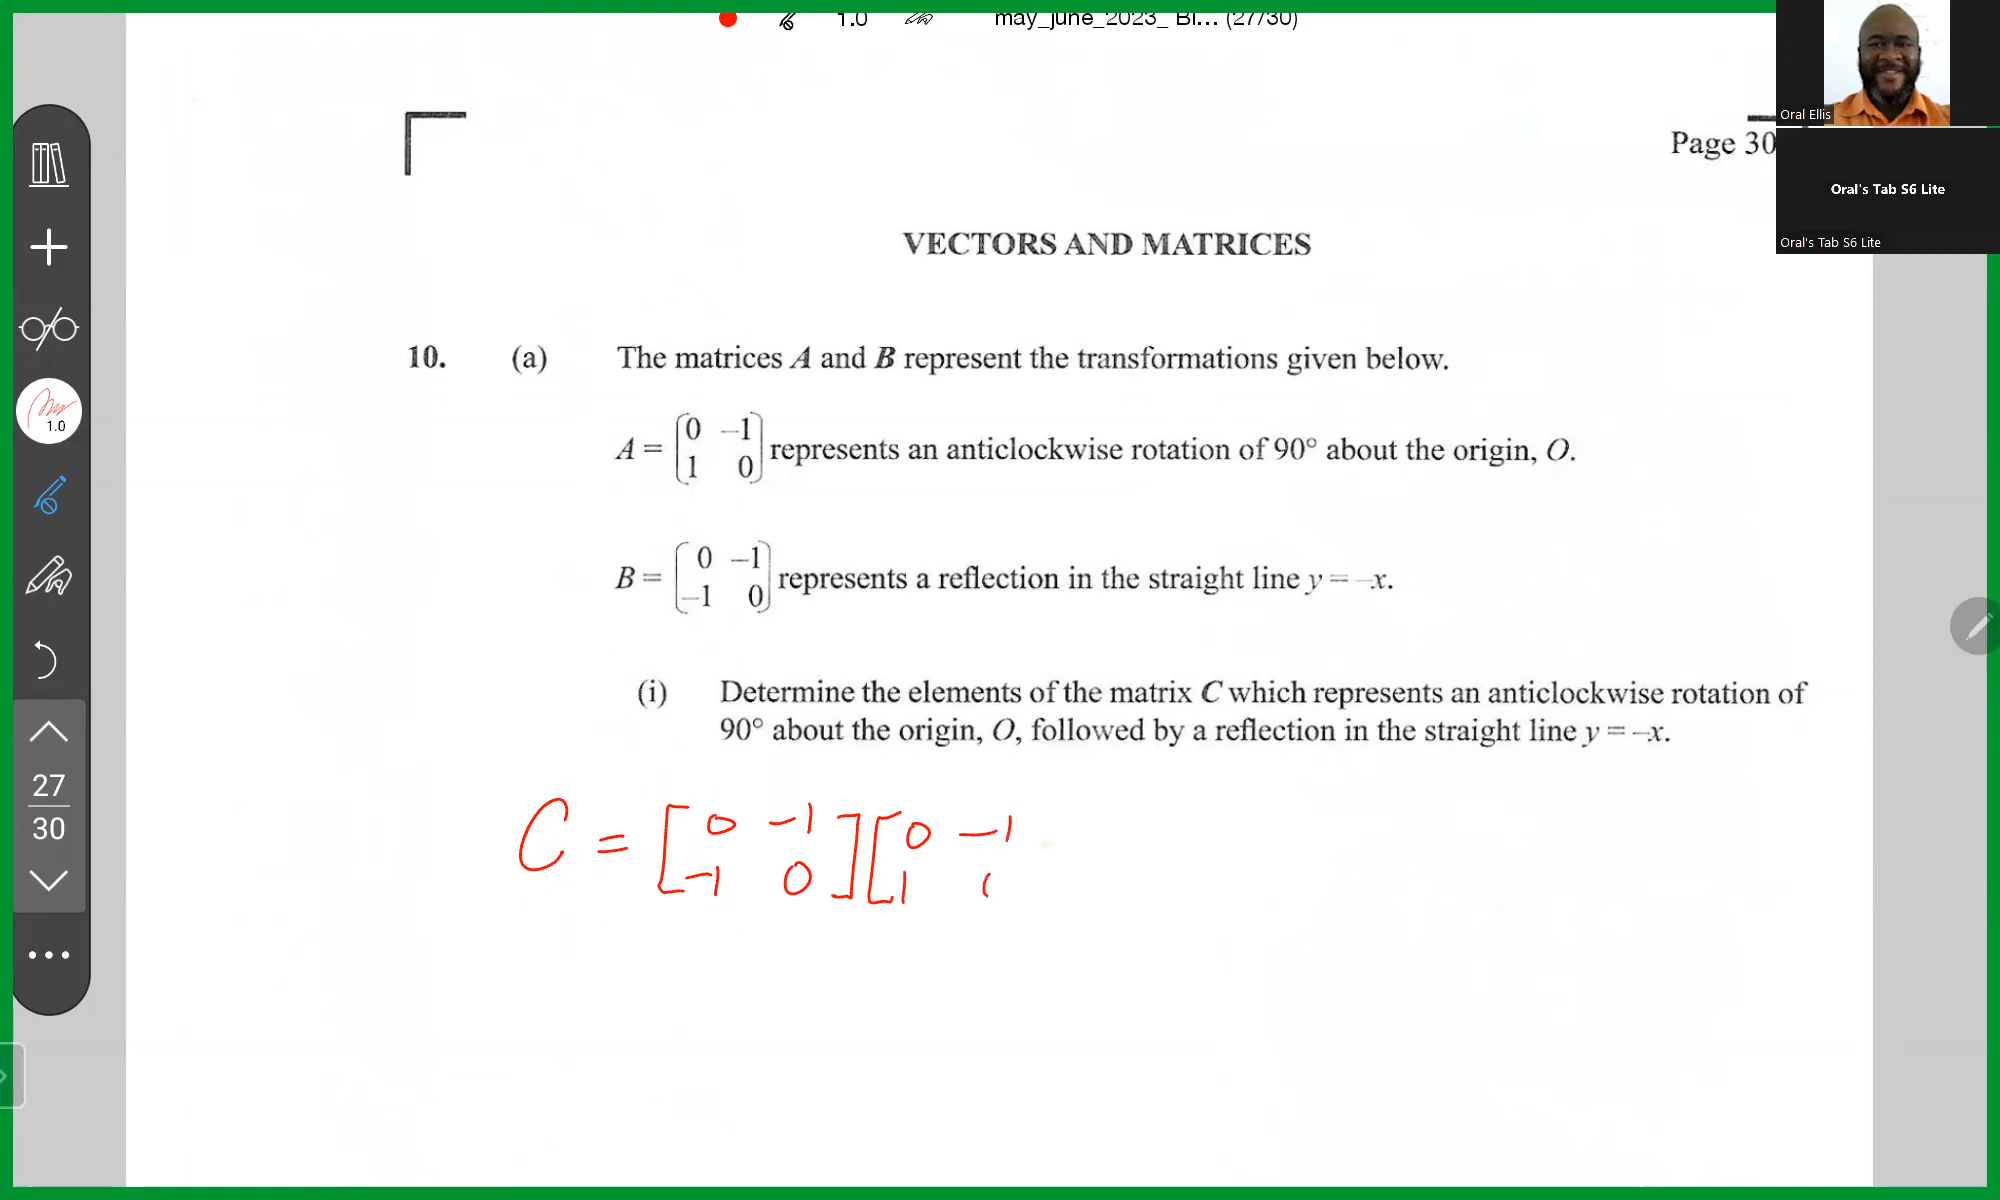 1.0 may_june_2023_ Bl... (27/30)
Oral Ellis
Page 30
Oral's Tab S6 Lite
Oral's Tab S6 Lite
VECTORS AND MATRICES
10. (a) The matrices A and B represent the transformations given below.
A = [0 –1
1 0] represents an anticlockwise rotation of 90° about the origin, O.
B = [0 –1
–1 0] represents a reflection in the straight line y = –x.
(i) Determine the elements of the matrix C which represents an anticlockwise rotation of
90° about the origin, O, followed by a reflection in the straight line y = –x.
C = [0 -1
-1 0] [0 -1
1
1.0
27
30